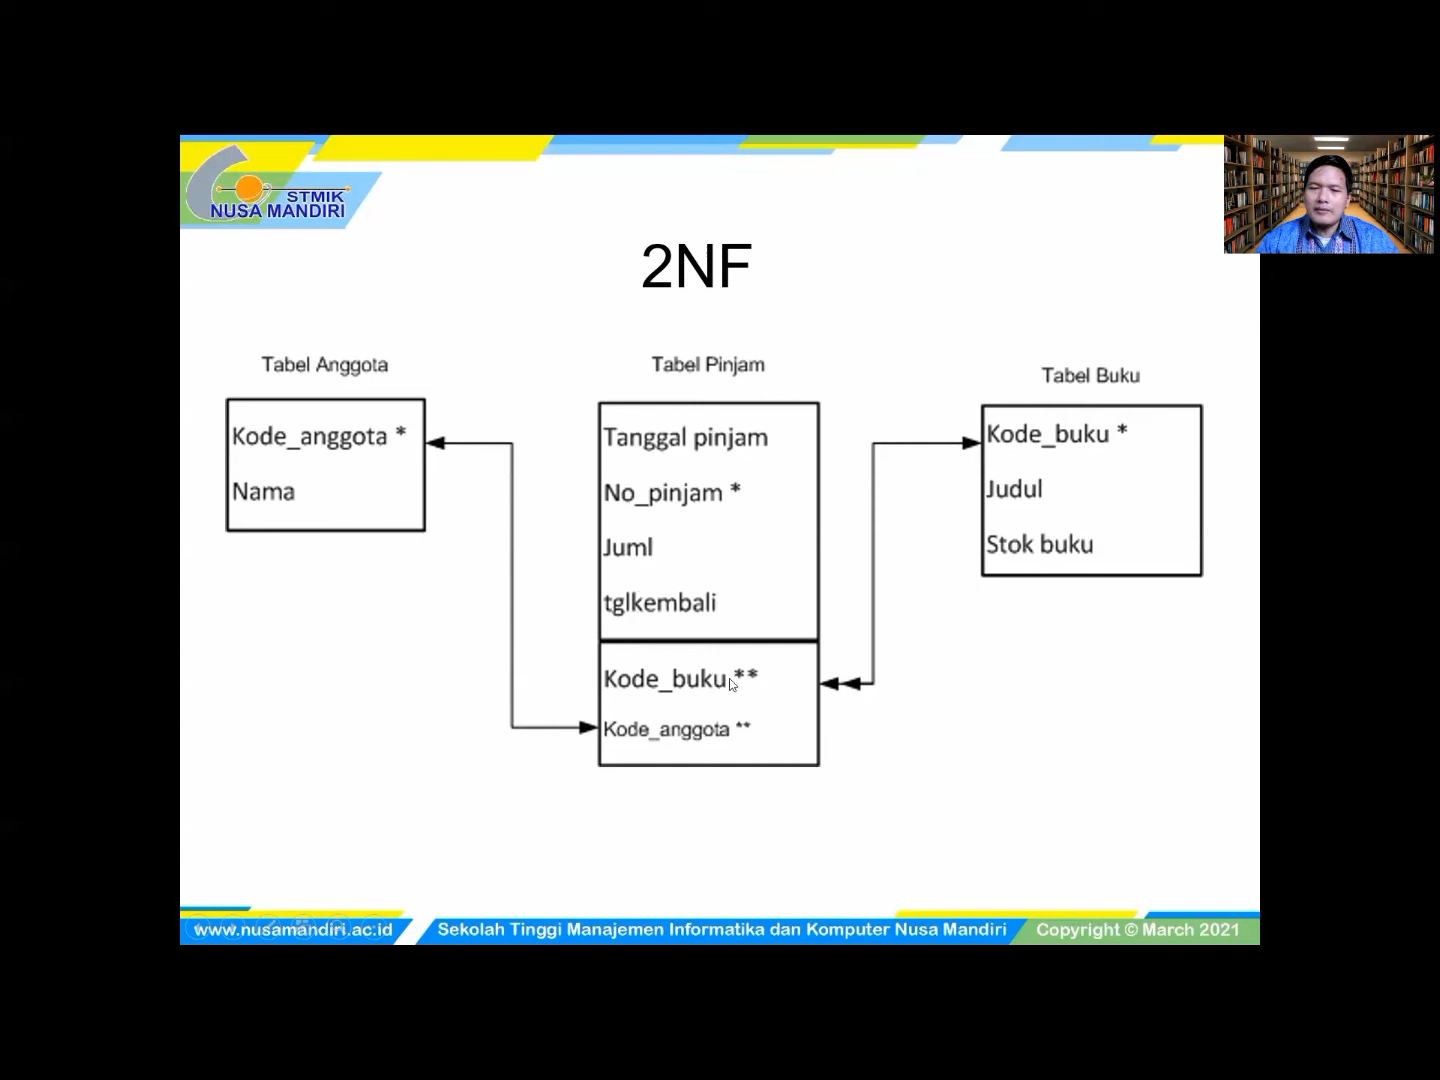 STMIK
NUSA MANDIRI
2NF
Tabel Anggota
Kode_anggota *
Nama
Tabel Pinjam
Tanggal pinjam
No_pinjam *
Juml
tglkembali
Kode_buku **
Kode_anggota **
Tabel Buku
Kode_buku *
Judul
Stok buku
www.nusamandiri.ac.id
Sekolah Tinggi Manajemen Informatika dan Komputer Nusa Mandiri
Copyright © March 2021